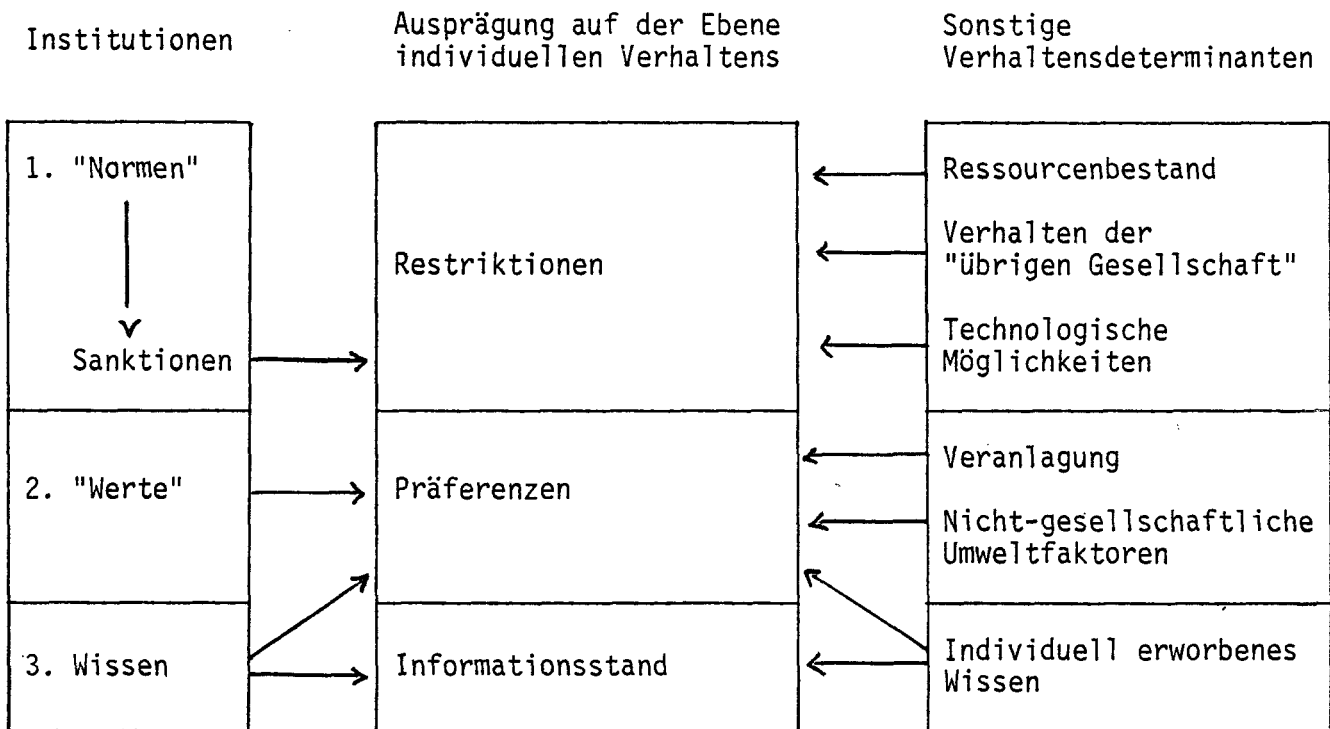 Institutionen
Ausprägung auf der Ebene
individuellen Verhaltens
Sonstige
Verhaltensdeterminanten
1. "Normen"
Sanktionen
Restriktionen
Ressourcenbestand
Verhalten der
"übrigen Gesellschaft"
Technologische
Möglichkeiten
2. "Werte"
Präferenzen
Veranlagung
Nicht-gesellschaftliche
Umweltfaktoren
3. Wissen
Informationsstand
Individuell erworbenes
Wissen